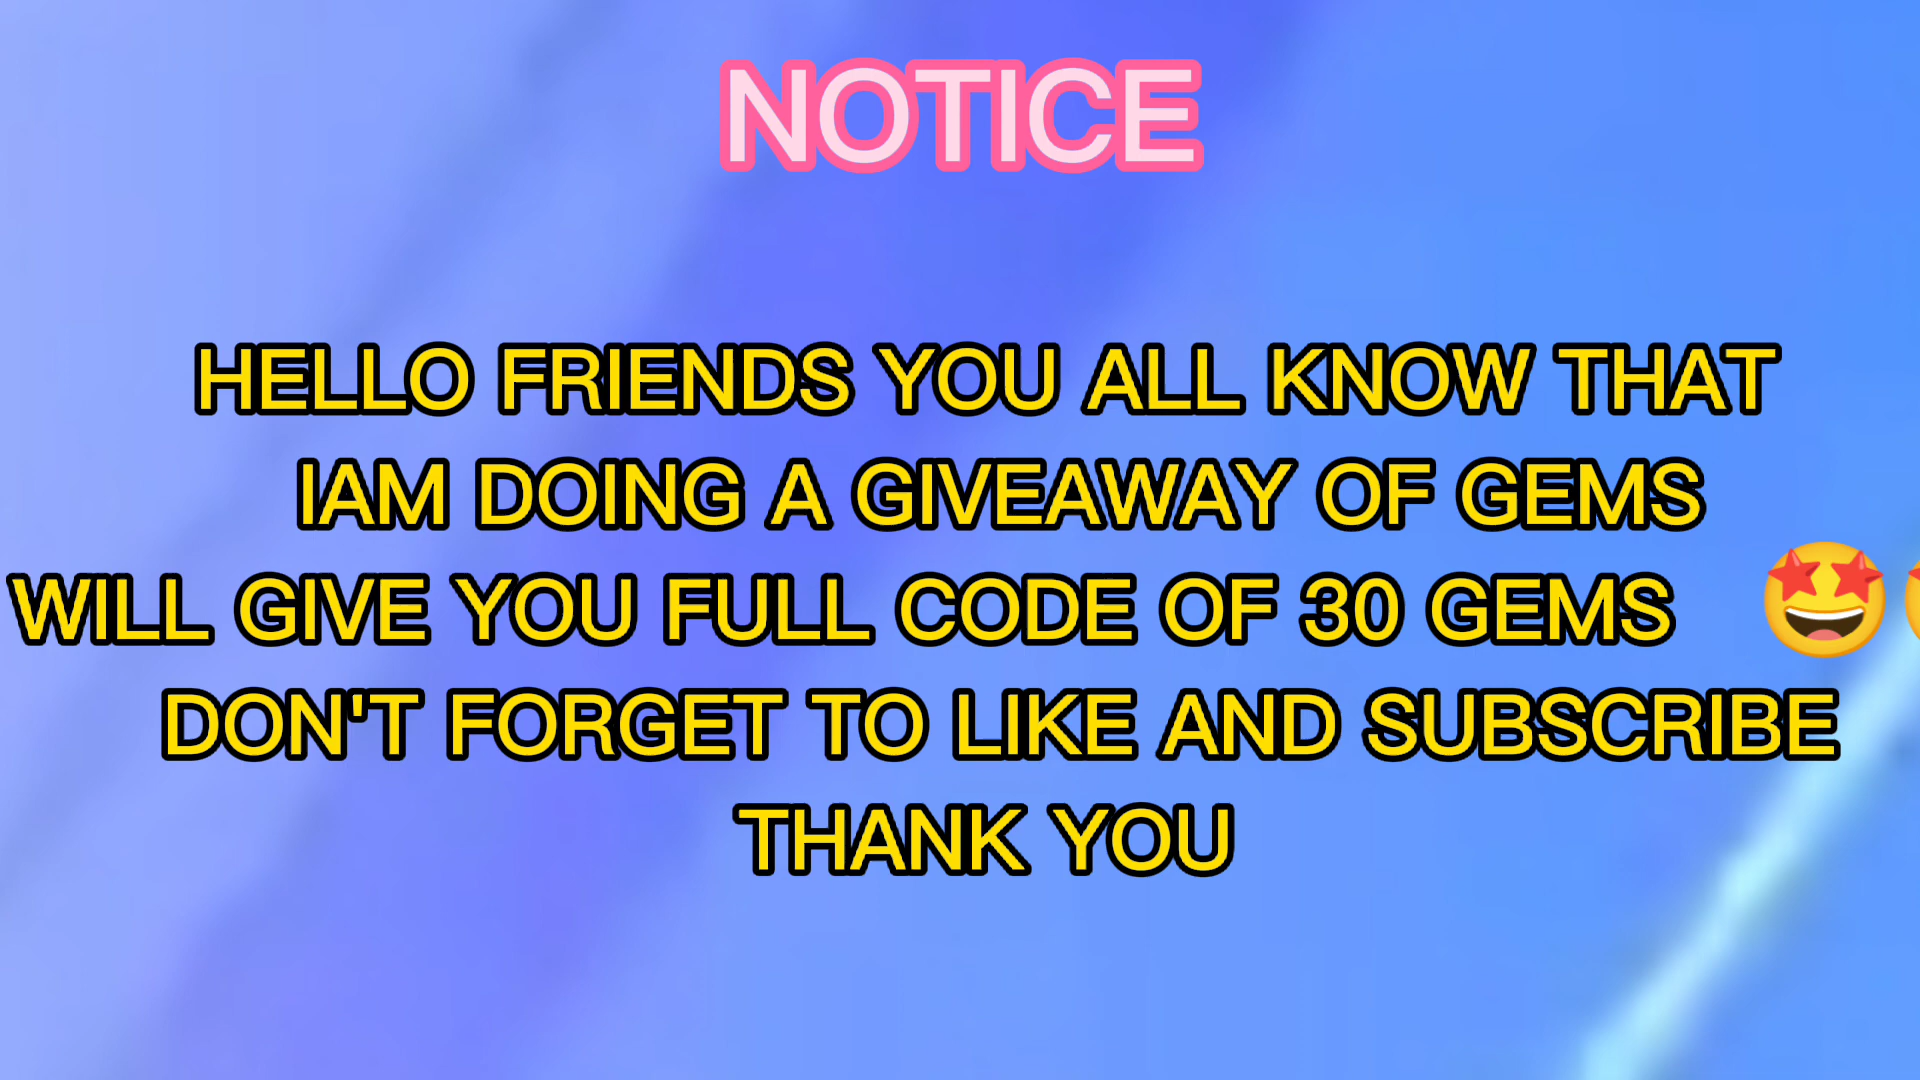 NOTICE
HELLO FRIENDS YOU ALL KNOW THAT
IAM DOING A GIVEAWAY OF GEMS
WILL GIVE YOU FULL CODE OF 30 GEMS 🤩
DON'T FORGET TO LIKE AND SUBSCRIBE
THANK YOU